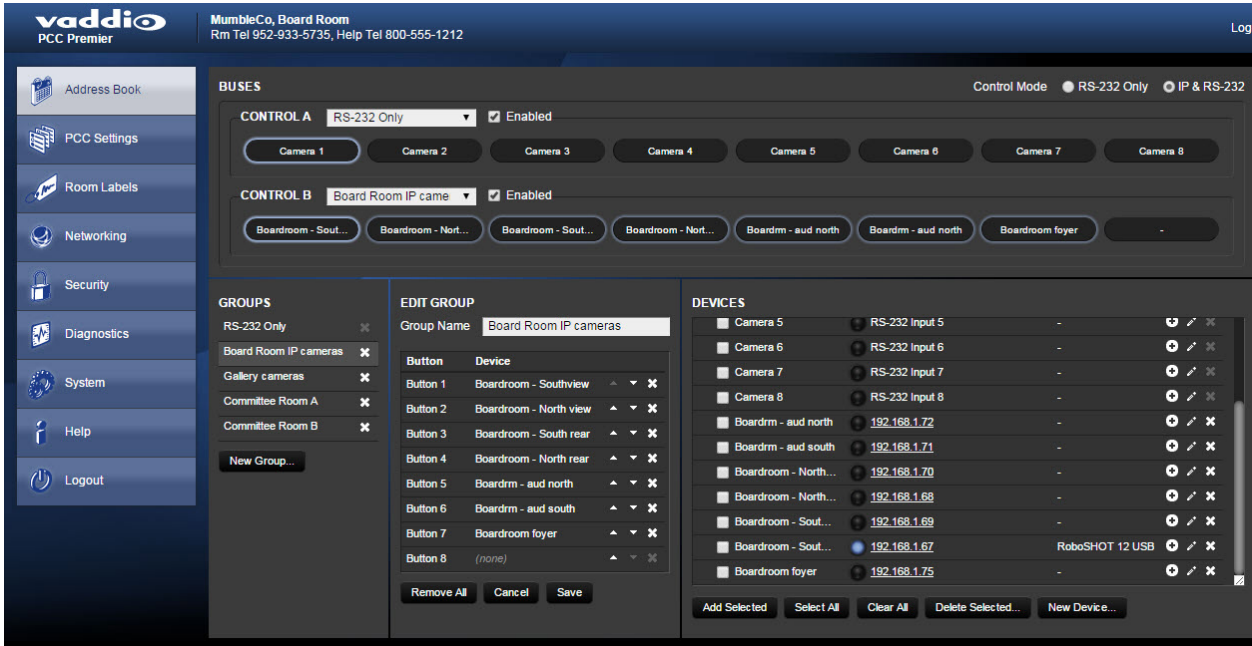 vaddio
PCC Premier
MumbleCo, Board Room
Rm Tel 952-933-5735, Help Tel 800-555-1212
Log
Address Book
PCC Settings
Room Labels
Networking
Security
Diagnostics
System
Help
Logout
BUSES
Control Mode RS-232 Only IP & RS-232
CONTROL A RS-232 Only Enabled
Camera 1 Camera 2 Camera 3 Camera 4 Camera 5 Camera 6 Camera 7 Camera 8
CONTROL B Board Room IP came Enabled
Boardroom - Sout... Boardroom - Nort... Boardroom - Sout... Boardroom - Nort... Boardrm - aud north Boardrm - aud north Boardroom foyer -
GROUPS
RS-232 Only
Board Room IP cameras
Gallery cameras
Committee Room A
Committee Room B
New Group...
EDIT GROUP
Group Name Board Room IP cameras
Button Device
Button 1 Boardroom - Southview
Button 2 Boardroom - North view
Button 3 Boardroom - South rear
Button 4 Boardroom - North rear
Button 5 Boardrm - aud north
Button 6 Boardrm - aud south
Button 7 Boardroom foyer
Button 8 (none)
Remove All Cancel Save
DEVICES
Camera 5 RS-232 Input 5 -
Camera 6 RS-232 Input 6 -
Camera 7 RS-232 Input 7 -
Camera 8 RS-232 Input 8 -
Boardrm - aud north 192.168.1.72 -
Boardrm - aud south 192.168.1.71 -
Boardroom - North... 192.168.1.70 -
Boardroom - North... 192.168.1.68 -
Boardroom - Sout... 192.168.1.69 -
Boardroom - Sout... 192.168.1.67 RoboSHOT 12 USB
Boardroom foyer 192.168.1.75 -
Add Selected Select All Clear All Delete Selected... New Device...